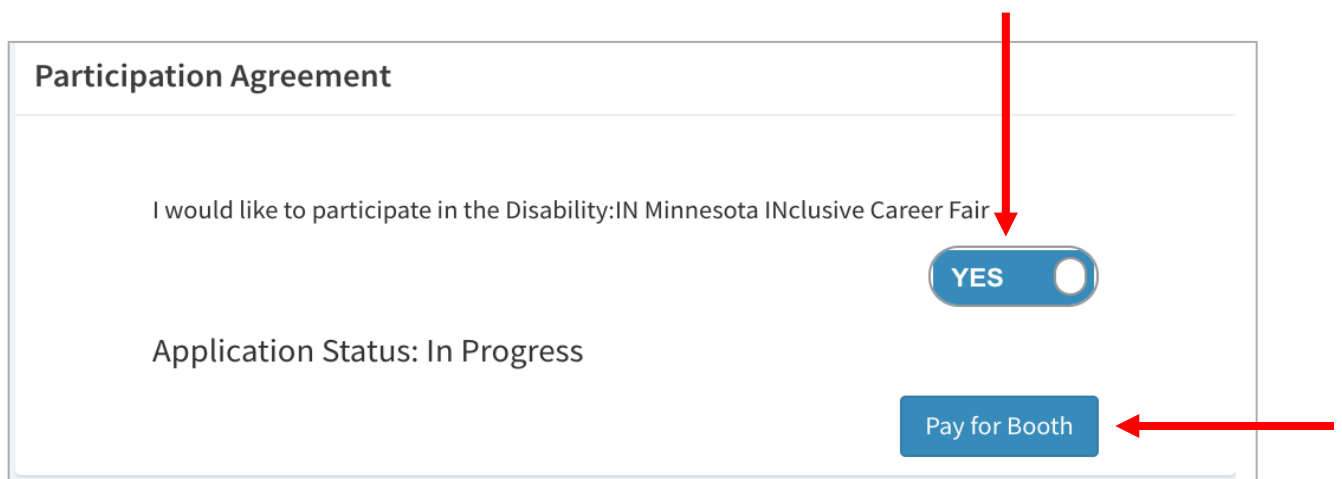 Participation Agreement
I would like to participate in the Disability:IN Minnesota INclusive Career Fair
YES
Application Status: In Progress
Pay for Booth